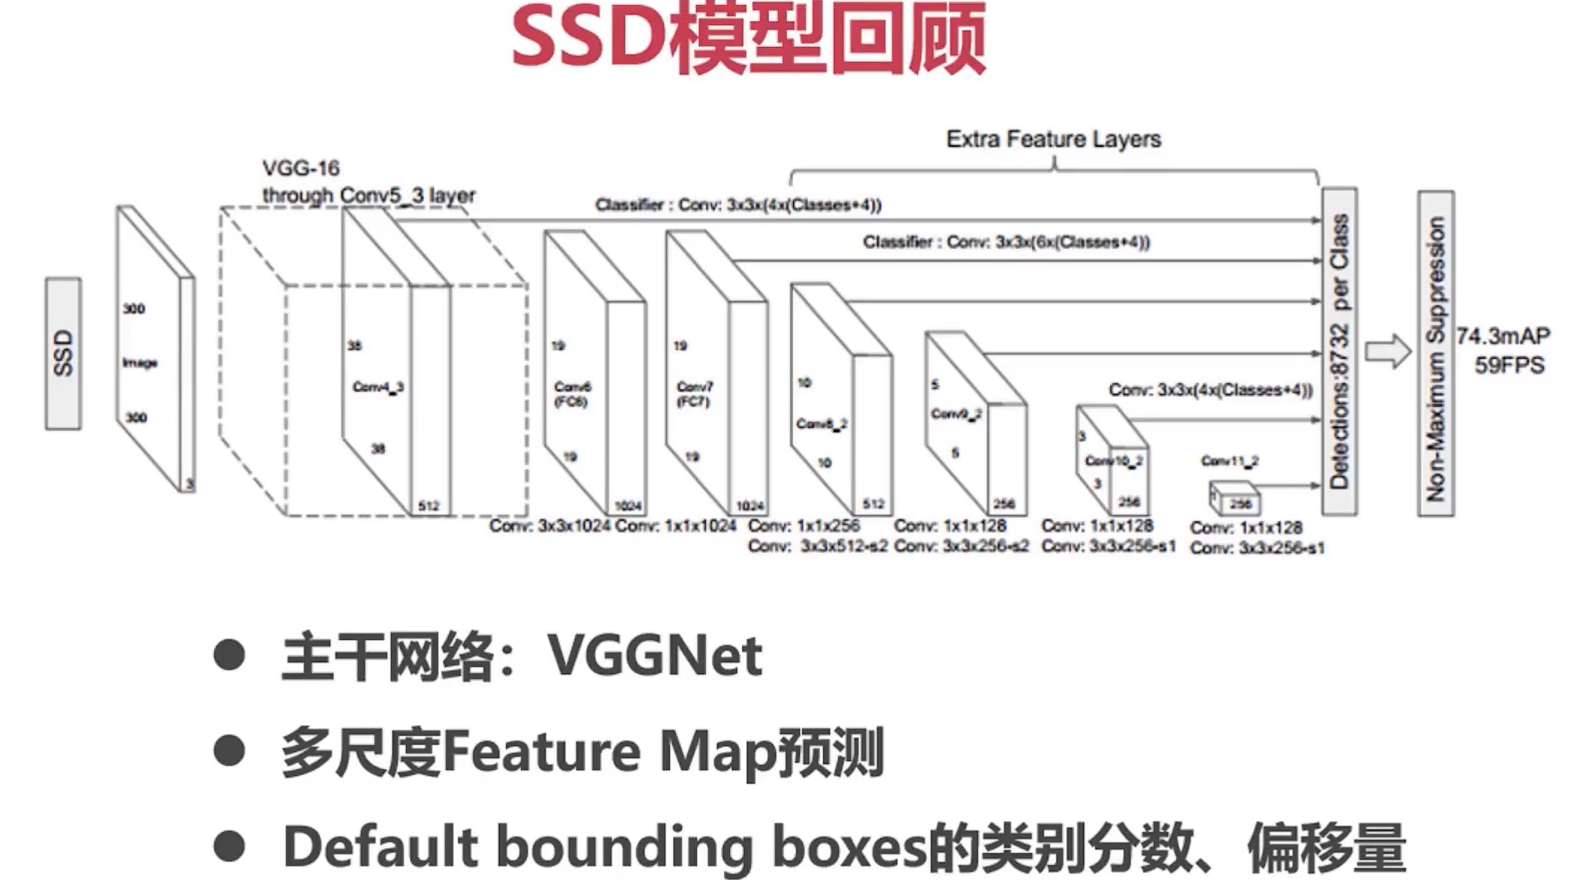 SSD模型回顾
Extra Feature Layers
VGG-16
through Conv5_3 layer
Classifier : Conv: 3x3x(4x(Classes+4))
Classifier : Conv: 3x3x(6x(Classes+4))
SSD
300
Image
300
3
38
Conv4_3
38
512
19
Conv6
(FC6)
19
1024
19
Conv7
(FC7)
19
1024
10
Conv8_2
10
512
5
Conv9_2
5
256
Conv: 3x3x(4x(Classes+4))
3
Conv10_2
3
256
Conv11_2
1
256
Detections:8732 per Class
Non-Maximum Suppression
74.3mAP
59FPS
Conv: 3x3x1024 Conv: 1x1x1024 Conv: 1x1x256 Conv: 1x1x128 Conv: 1x1x128 Conv: 1x1x128
Conv: 3x3x512-s2 Conv: 3x3x256-s2 Conv: 3x3x256-s1 Conv: 3x3x256-s1
● 主干网络：VGGNet
● 多尺度Feature Map预测
● Default bounding boxes的类别分数、偏移量